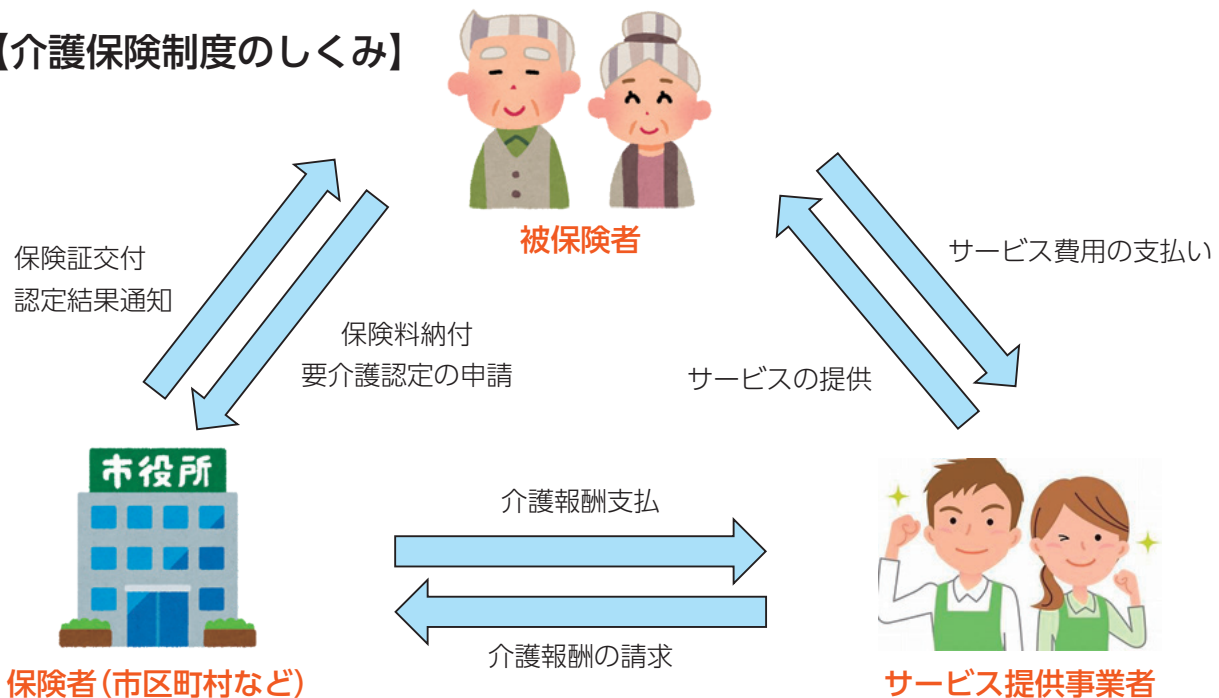 【介護保険制度のしくみ】
被保険者
保険証交付
認定結果通知
保険料納付
要介護認定の申請
サービス費用の支払い
サービスの提供
市役所
介護報酬支払
介護報酬の請求
保険者(市区町村など)
サービス提供事業者